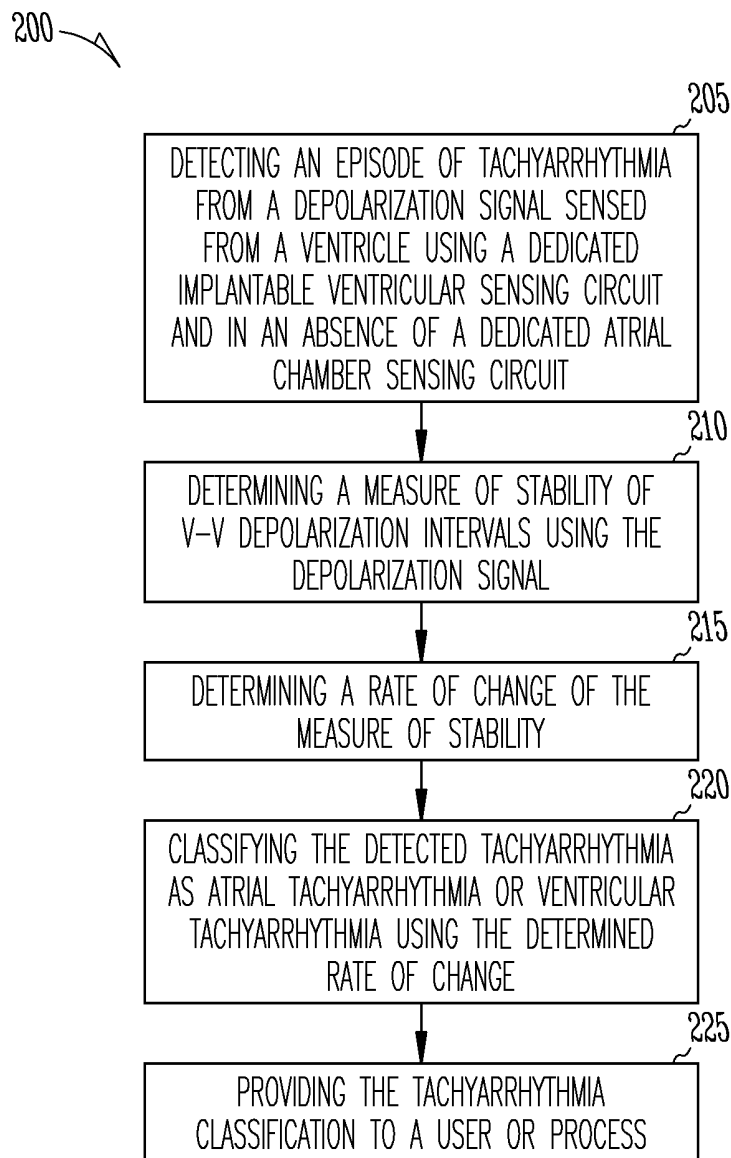 200
205
DETECTING AN EPISODE OF TACHYARRHYTHMIA
FROM A DEPOLARIZATION SIGNAL SENSED
FROM A VENTRICLE USING A DEDICATED
IMPLANTABLE VENTRICULAR SENSING CIRCUIT
AND IN AN ABSENCE OF A DEDICATED ATRIAL
CHAMBER SENSING CIRCUIT
210
DETERMINING A MEASURE OF STABILITY OF
V–V DEPOLARIZATION INTERVALS USING THE
DEPOLARIZATION SIGNAL
215
DETERMINING A RATE OF CHANGE OF THE
MEASURE OF STABILITY
220
CLASSIFYING THE DETECTED TACHYARRHYTHMIA
AS ATRIAL TACHYARRHYTHMIA OR VENTRICULAR
TACHYARRHYTHMIA USING THE DETERMINED
RATE OF CHANGE
225
PROVIDING THE TACHYARRHYTHMIA
CLASSIFICATION TO A USER OR PROCESS